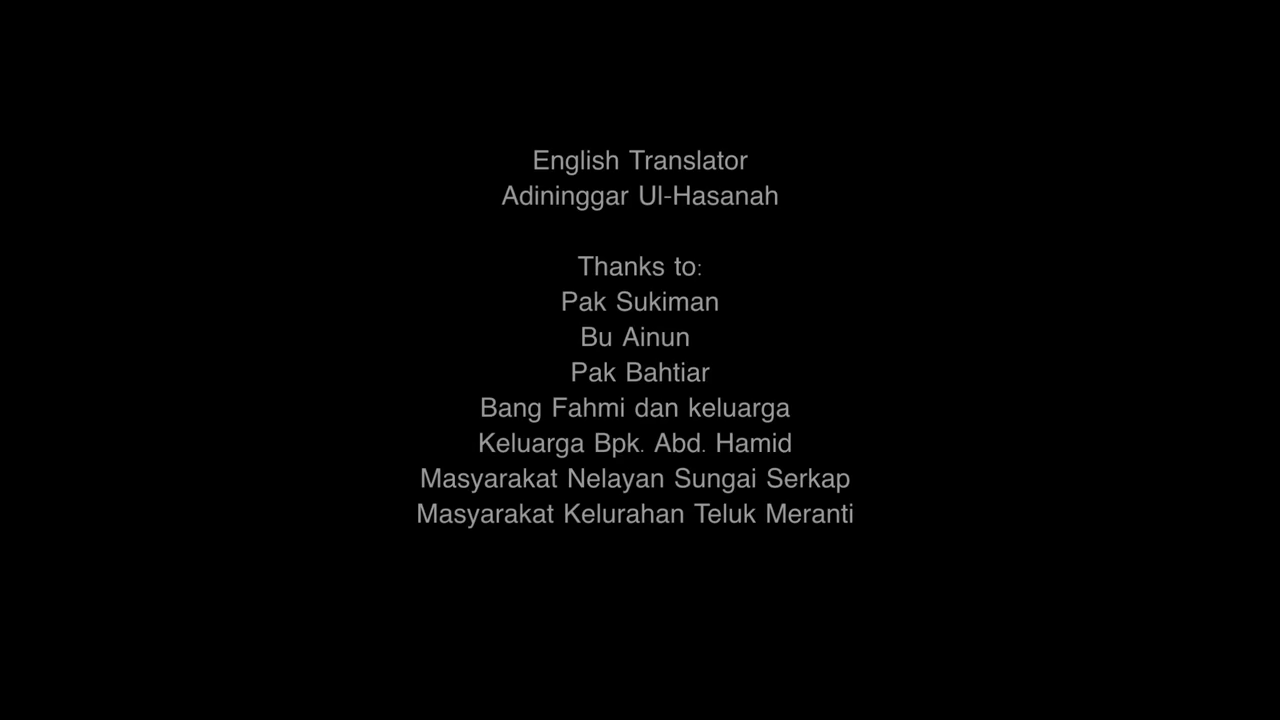 English Translator
Adininggar Ul-Hasanah
Thanks to:
Pak Sukiman
Bu Ainun
Pak Bahtiar
Bang Fahmi dan keluarga
Keluarga Bpk. Abd. Hamid
Masyarakat Nelayan Sungai Serkap
Masyarakat Kelurahan Teluk Meranti